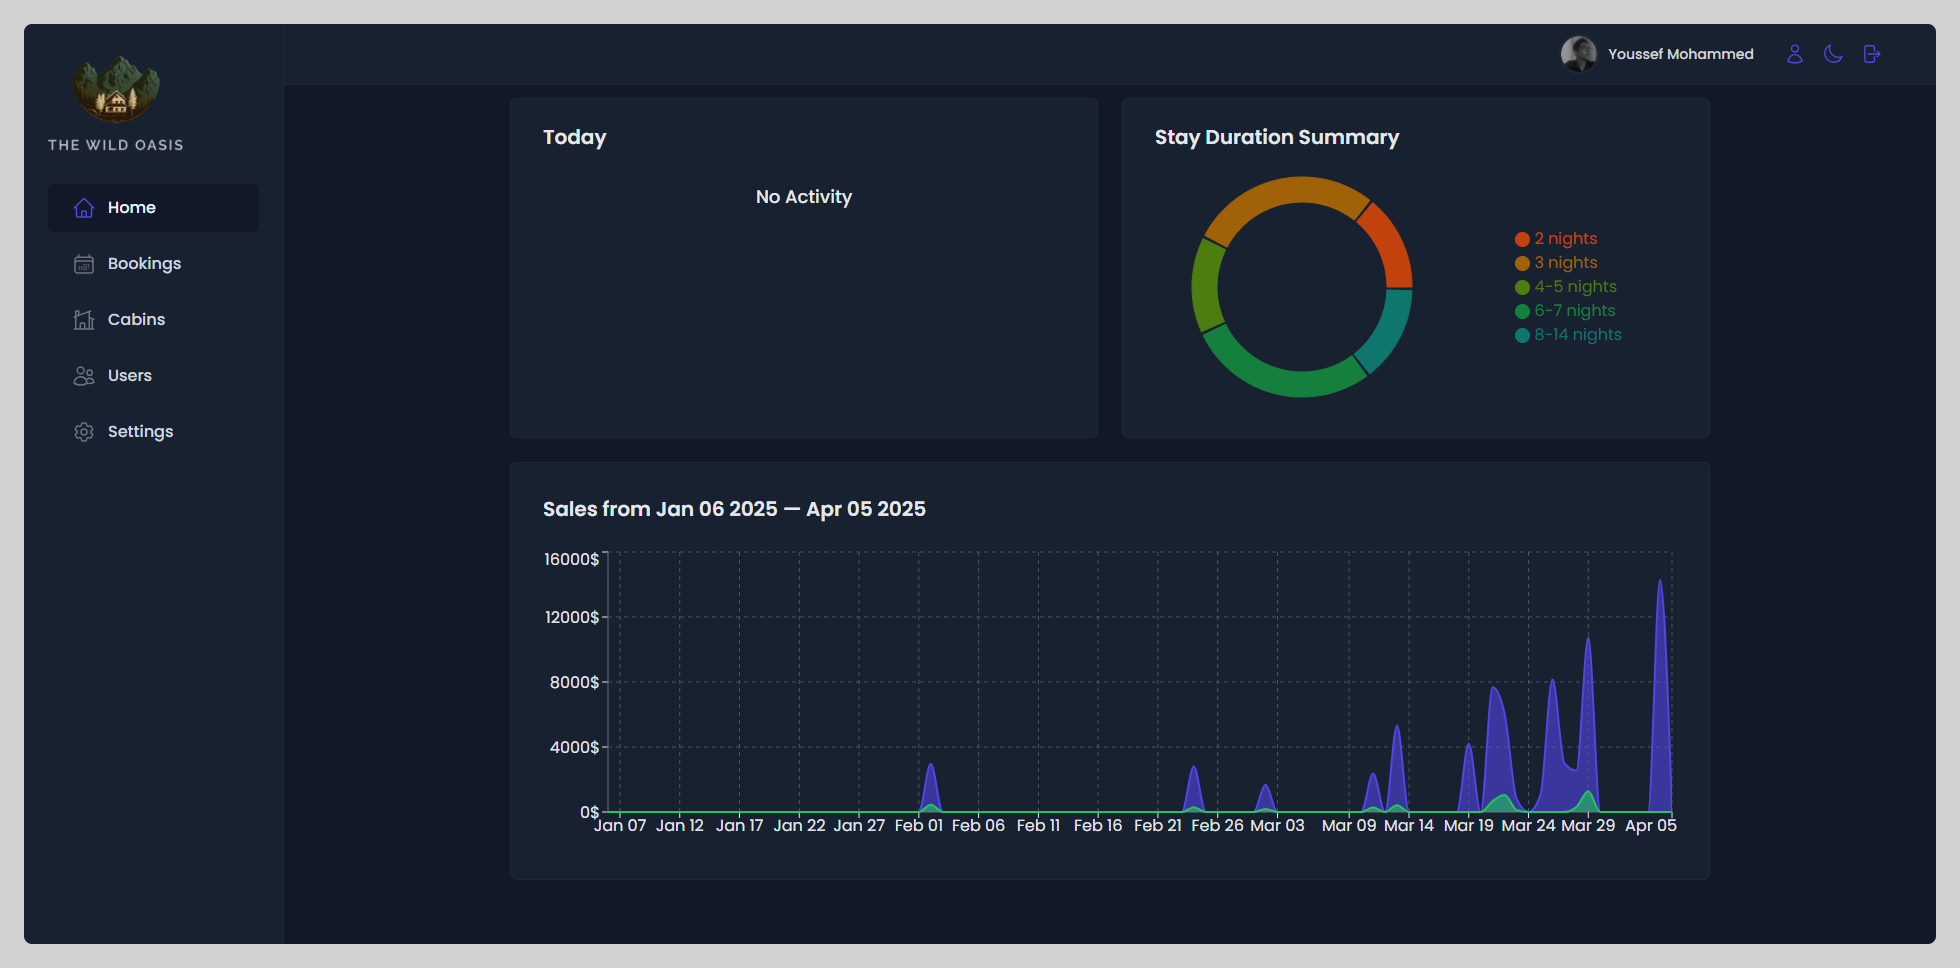 THE WILD OASIS
Home
Bookings
Cabins
Users
Settings
Youssef Mohammed
Today
No Activity
Stay Duration Summary
2 nights
3 nights
4-5 nights
6-7 nights
8-14 nights
Sales from Jan 06 2025 — Apr 05 2025
16000$
12000$
8000$
4000$
0$
Jan 07 Jan 12 Jan 17 Jan 22 Jan 27 Feb 01 Feb 06 Feb 11 Feb 16 Feb 21 Feb 26 Mar 03 Mar 09 Mar 14 Mar 19 Mar 24 Mar 29 Apr 05